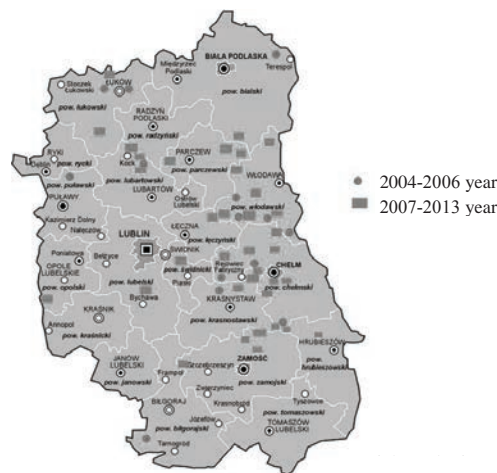 BIAŁA PODLASKA
Międzyrzec
Podlaski
Terespol
Stoczek
Łukowski
ŁUKÓW
pow. bialski
pow. łukowski
RADZYŃ
PODLASKI
pow. radzyński
RYKI
Dęblin
pow. rycki
Kock
PARCZEW
pow. parczewski
WŁODAWA
pow. lubartowski
pow. puławski
LUBARTÓW
Ostrów
Lubelski
pow. włodawski
PUŁAWY
Kazimierz Dolny
Nałęczów
LUBLIN
ŁĘCZNA
pow. łęczyński
ŚWIDNIK
Poniatowa
Bełżyce
OPOLE
LUBELSKIE
pow. opolski
pow. lubelski
pow. świdnicki
Piaski
Rejowiec
Fabryczny
CHEŁM
pow. chełmski
Bychawa
KRASNYSTAW
pow. krasnostawski
KRAŚNIK
Annopol
pow. kraśnicki
JANÓW
LUBELSKI
pow. janowski
Frampol
Szczebrzeszyn
ZAMOŚĆ
pow. zamojski
HRUBIESZÓW
pow.
hrubieszowski
Zwierzyniec
BIŁGORAJ
pow. biłgorajski
Krasnobród
Józefów
Tyszowce
pow. tomaszowski
TOMASZÓW
LUBELSKI
Tarnogród
2004-2006 year
2007-2013 year